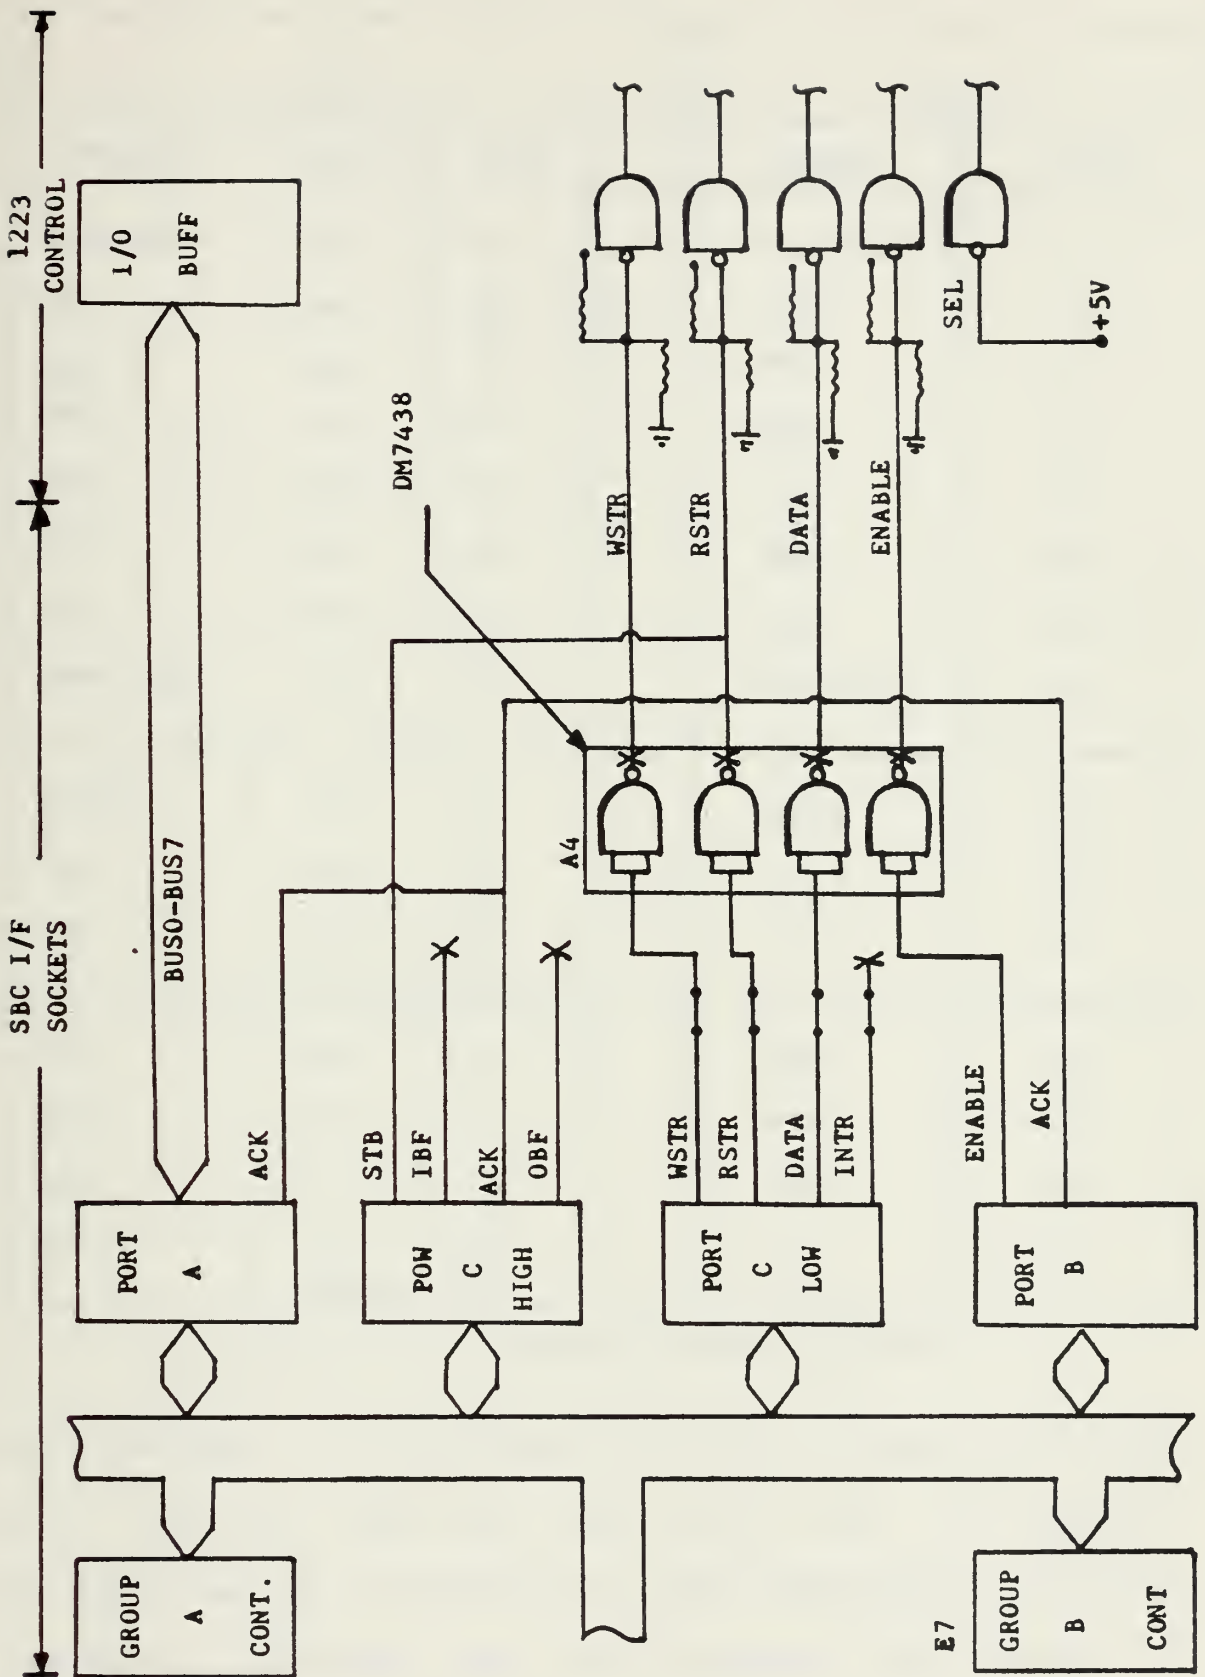 SBC I/F
SOCKETS
1223
CONTROL
GROUP
A
CONT.
PORT
A
BUS0-BUS7
I/O
BUFF
ACK
POW
C
HIGH
STB
IBF
ACK
OBF
DM7438
A4
PORT
C
LOW
WSTR
RSTR
DATA
INTR
WSTR
RSTR
DATA
ENABLE
SEL
+5V
E7
GROUP
B
CONT
PORT
B
ENABLE
ACK